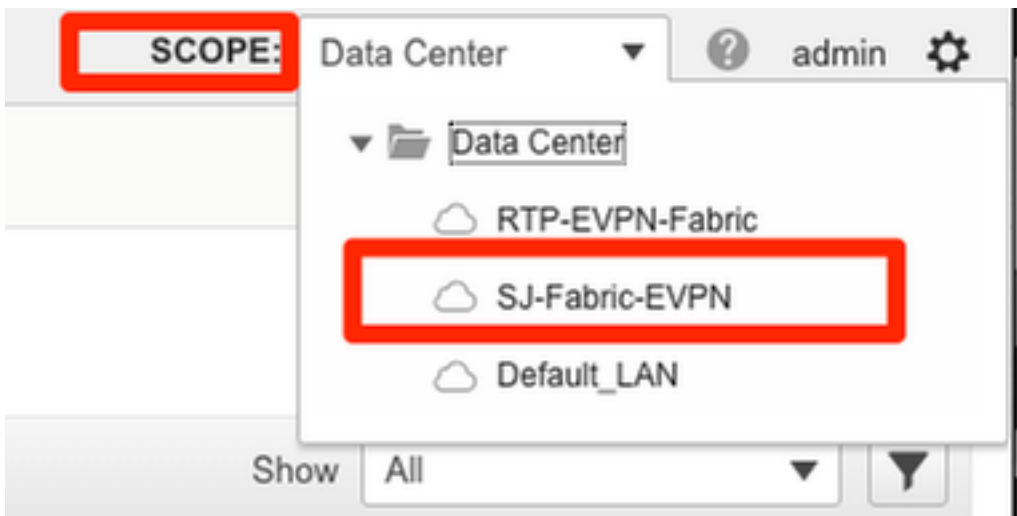 SCOPE: Data Center ? admin
Data Center
RTP-EVPN-Fabric
SJ-Fabric-EVPN
Default_LAN
Show All